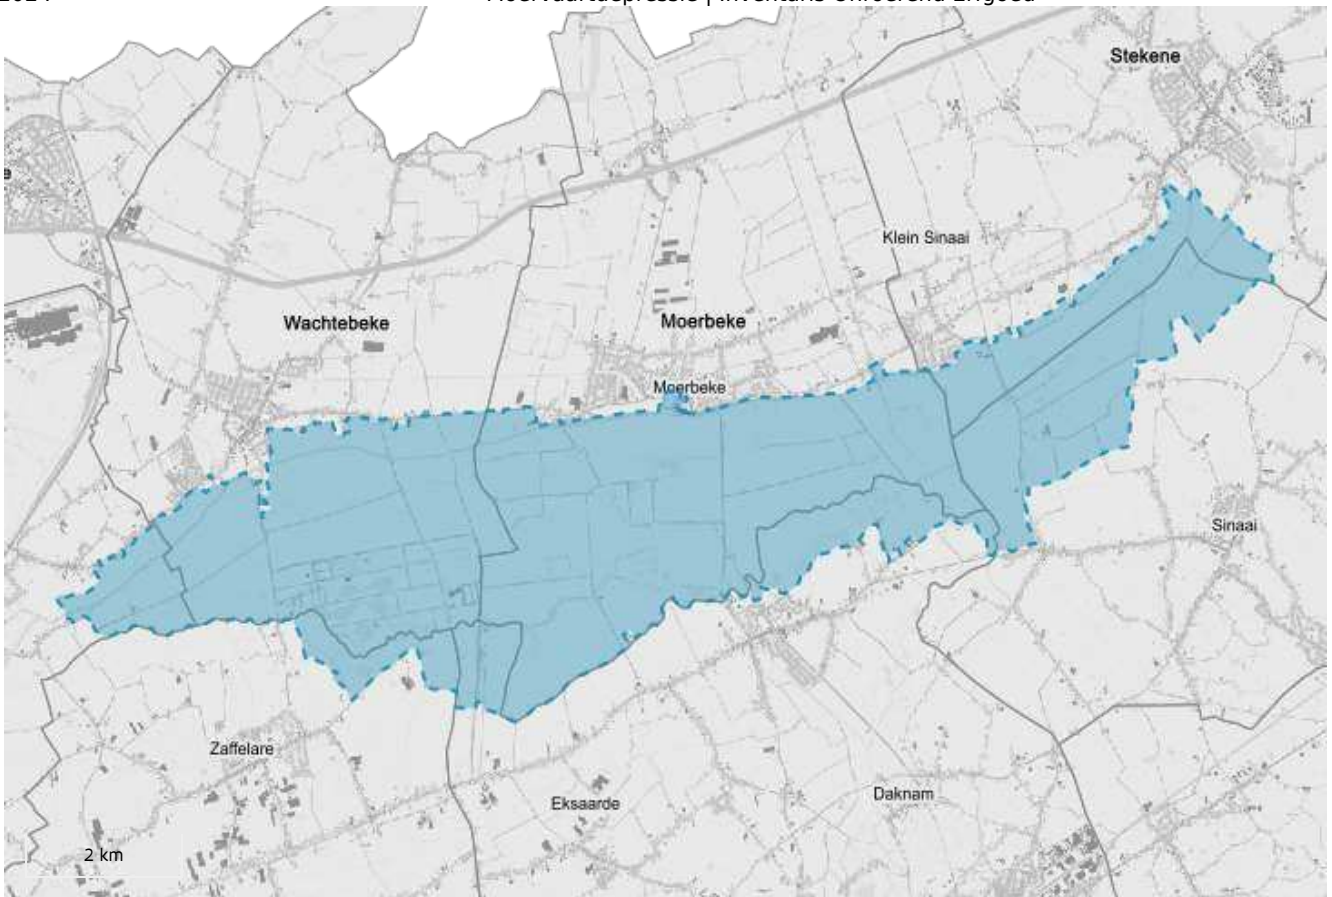 Stekene
Klein Sinaai
Wachtebeke
Moerbeke
Moerbeke
Sinaai
Zaffelare
Eksaarde
Daknam
2 km